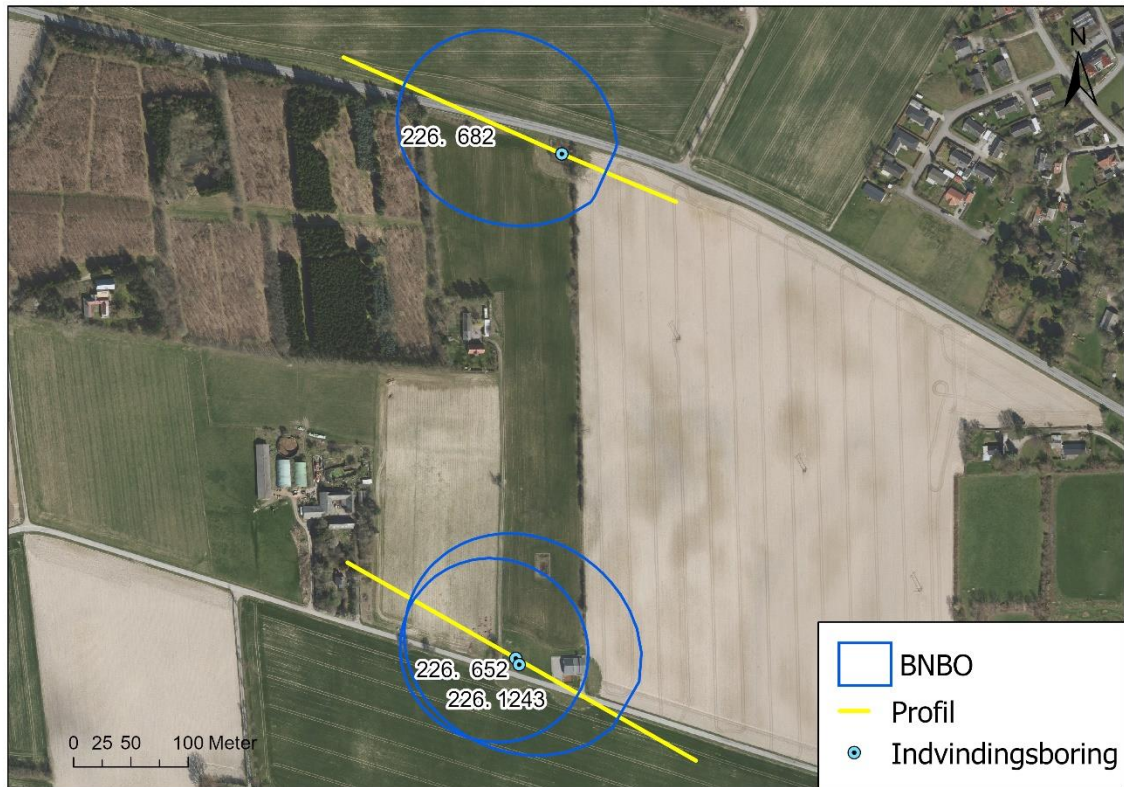 N
226. 682
226. 652
226. 1243
0 25 50 100 Meter
BNBO
Profil
Indvindingsboring